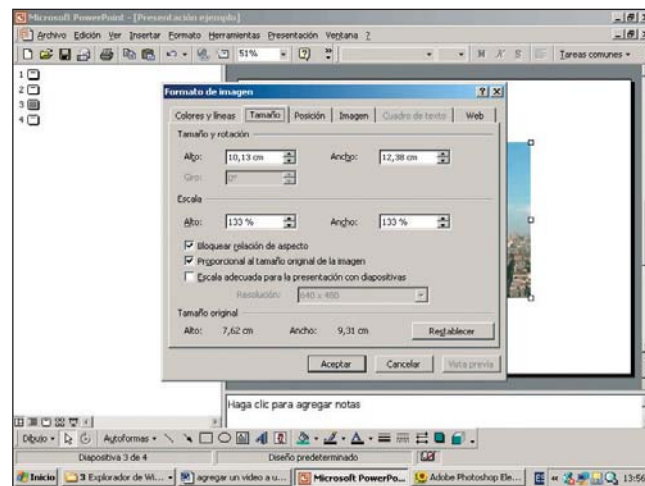 Microsoft PowerPoint - [Presentación ejemplo]
Archivo Edición Ver Insertar Formato Herramientas Presentación Ventana ?
51% N K S Tareas comunes
1
2
3
4
Formato de imagen
Colores y líneas Tamaño Posición Imagen Cuadro de texto Web
Tamaño y rotación
Alto: 10,13 cm Ancho: 12,38 cm
Giro: 0°
Escala
Alto: 133 % Ancho: 133 %
Bloquear relación de aspecto
Proporcional al tamaño original de la imagen
Escala adecuada para la presentación con diapositivas
Resolución: 640 x 480
Tamaño original
Alto: 7,62 cm Ancho: 9,31 cm Restablecer
Aceptar Cancelar Vista previa
Haga clic para agregar notas
Dibujo Autoformas
Diapositiva 3 de 4 Diseño predeterminado
Inicio 3 Explorador de Wi... agregar un video a u... Microsoft PowerPo... Adobe Photoshop Ele... 13:56